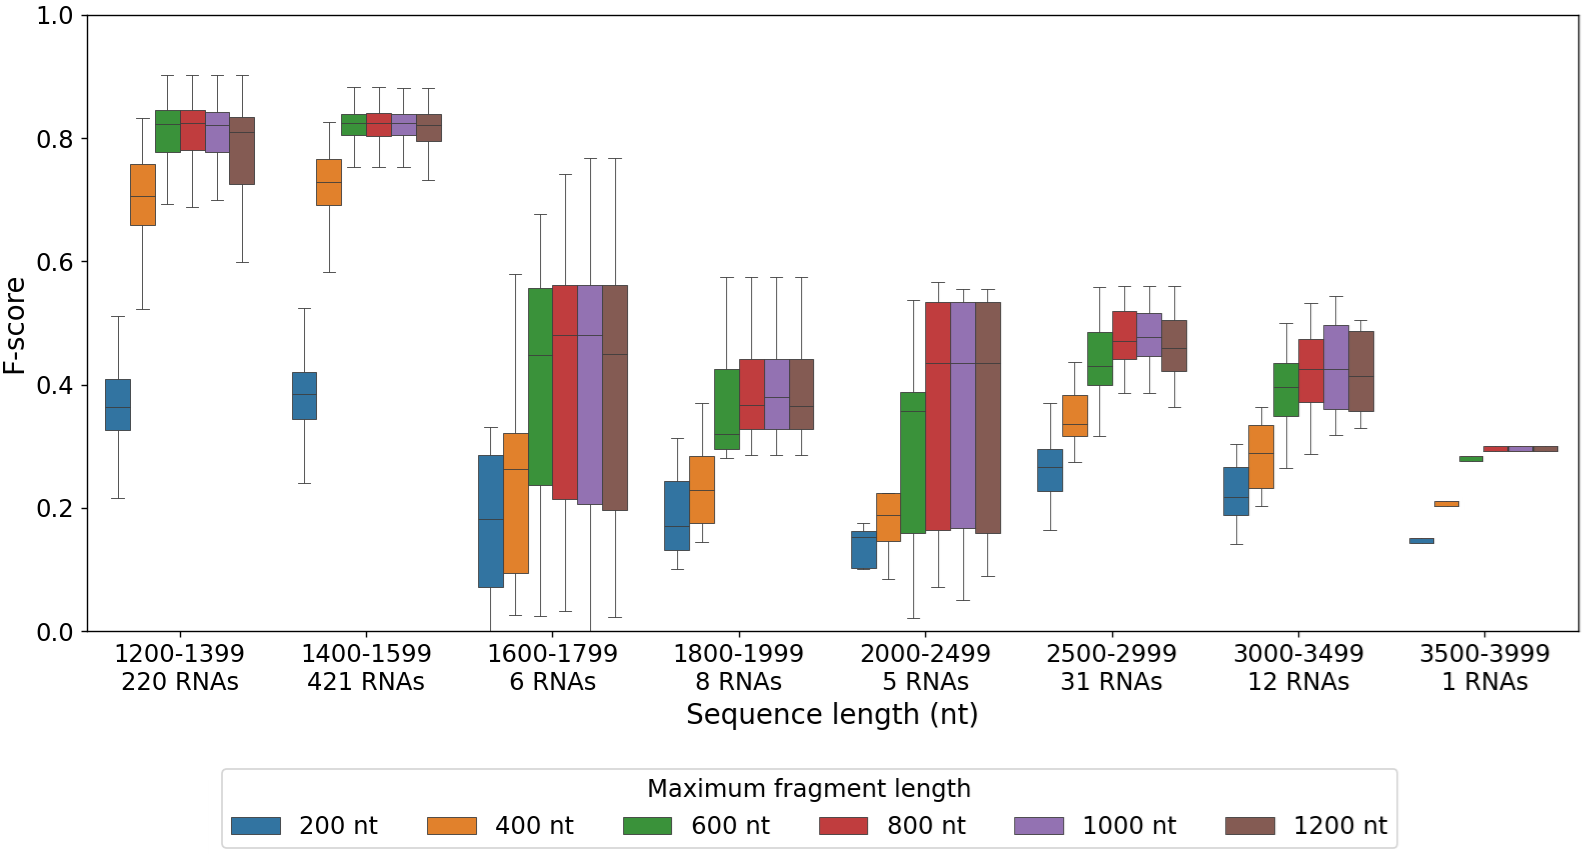 1.0
0.8
0.6
0.4
0.2
0.0
F-score
1200-1399 1400-1599 1600-1799 1800-1999 2000-2499 2500-2999 3000-3499 3500-3999
220 RNAs 421 RNAs 6 RNAs 8 RNAs 5 RNAs 31 RNAs 12 RNAs 1 RNAs
Sequence length (nt)
Maximum fragment length
200 nt 400 nt 600 nt 800 nt 1000 nt 1200 nt